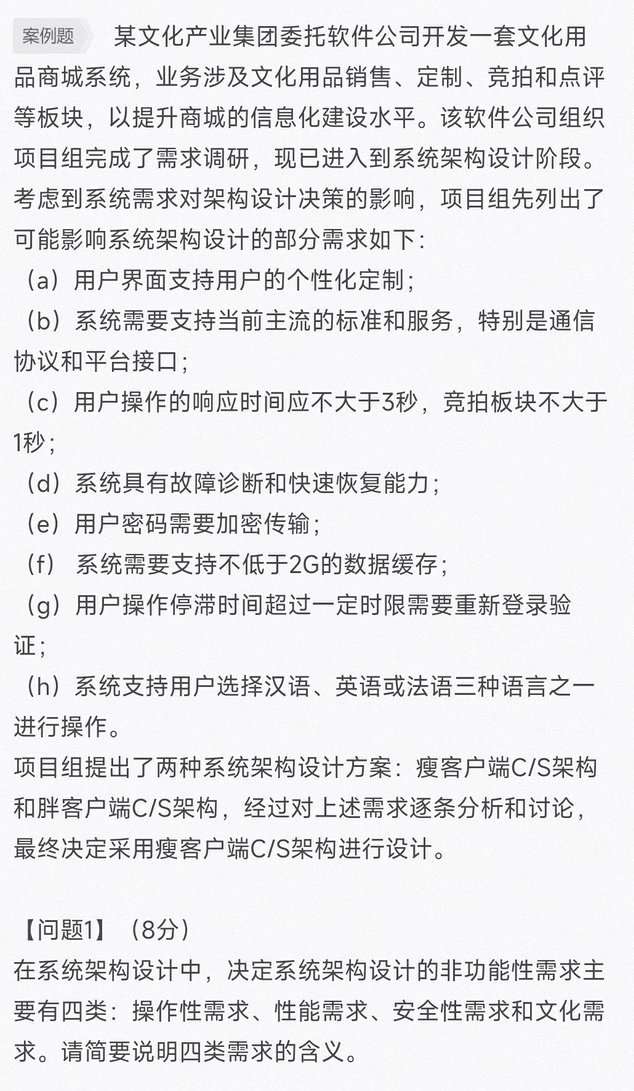 案例题 某文化产业集团委托软件公司开发一套文化用
品商城系统，业务涉及文化用品销售、定制、竞拍和点评
等板块，以提升商城的信息化建设水平。该软件公司组织
项目组完成了需求调研，现已进入到系统架构设计阶段。
考虑到系统需求对架构设计决策的影响，项目组先列出了
可能影响系统架构设计的部分需求如下：
（a）用户界面支持用户的个性化定制；
（b）系统需要支持当前主流的标准和服务，特别是通信
协议和平台接口；
（c）用户操作的响应时间应不大于3秒，竞拍板块不大于
1秒；
（d）系统具有故障诊断和快速恢复能力；
（e）用户密码需要加密传输；
（f） 系统需要支持不低于2G的数据缓存；
（g）用户操作停滞时间超过一定时限需要重新登录验
证；
（h）系统支持用户选择汉语、英语或法语三种语言之一
进行操作。
项目组提出了两种系统架构设计方案：瘦客户端C/S架构
和胖客户端C/S架构，经过对上述需求逐条分析和讨论，
最终决定采用瘦客户端C/S架构进行设计。
【问题1】（8分）
在系统架构设计中，决定系统架构设计的非功能性需求主
要有四类：操作性需求、性能需求、安全性需求和文化需
求。请简要说明四类需求的含义。